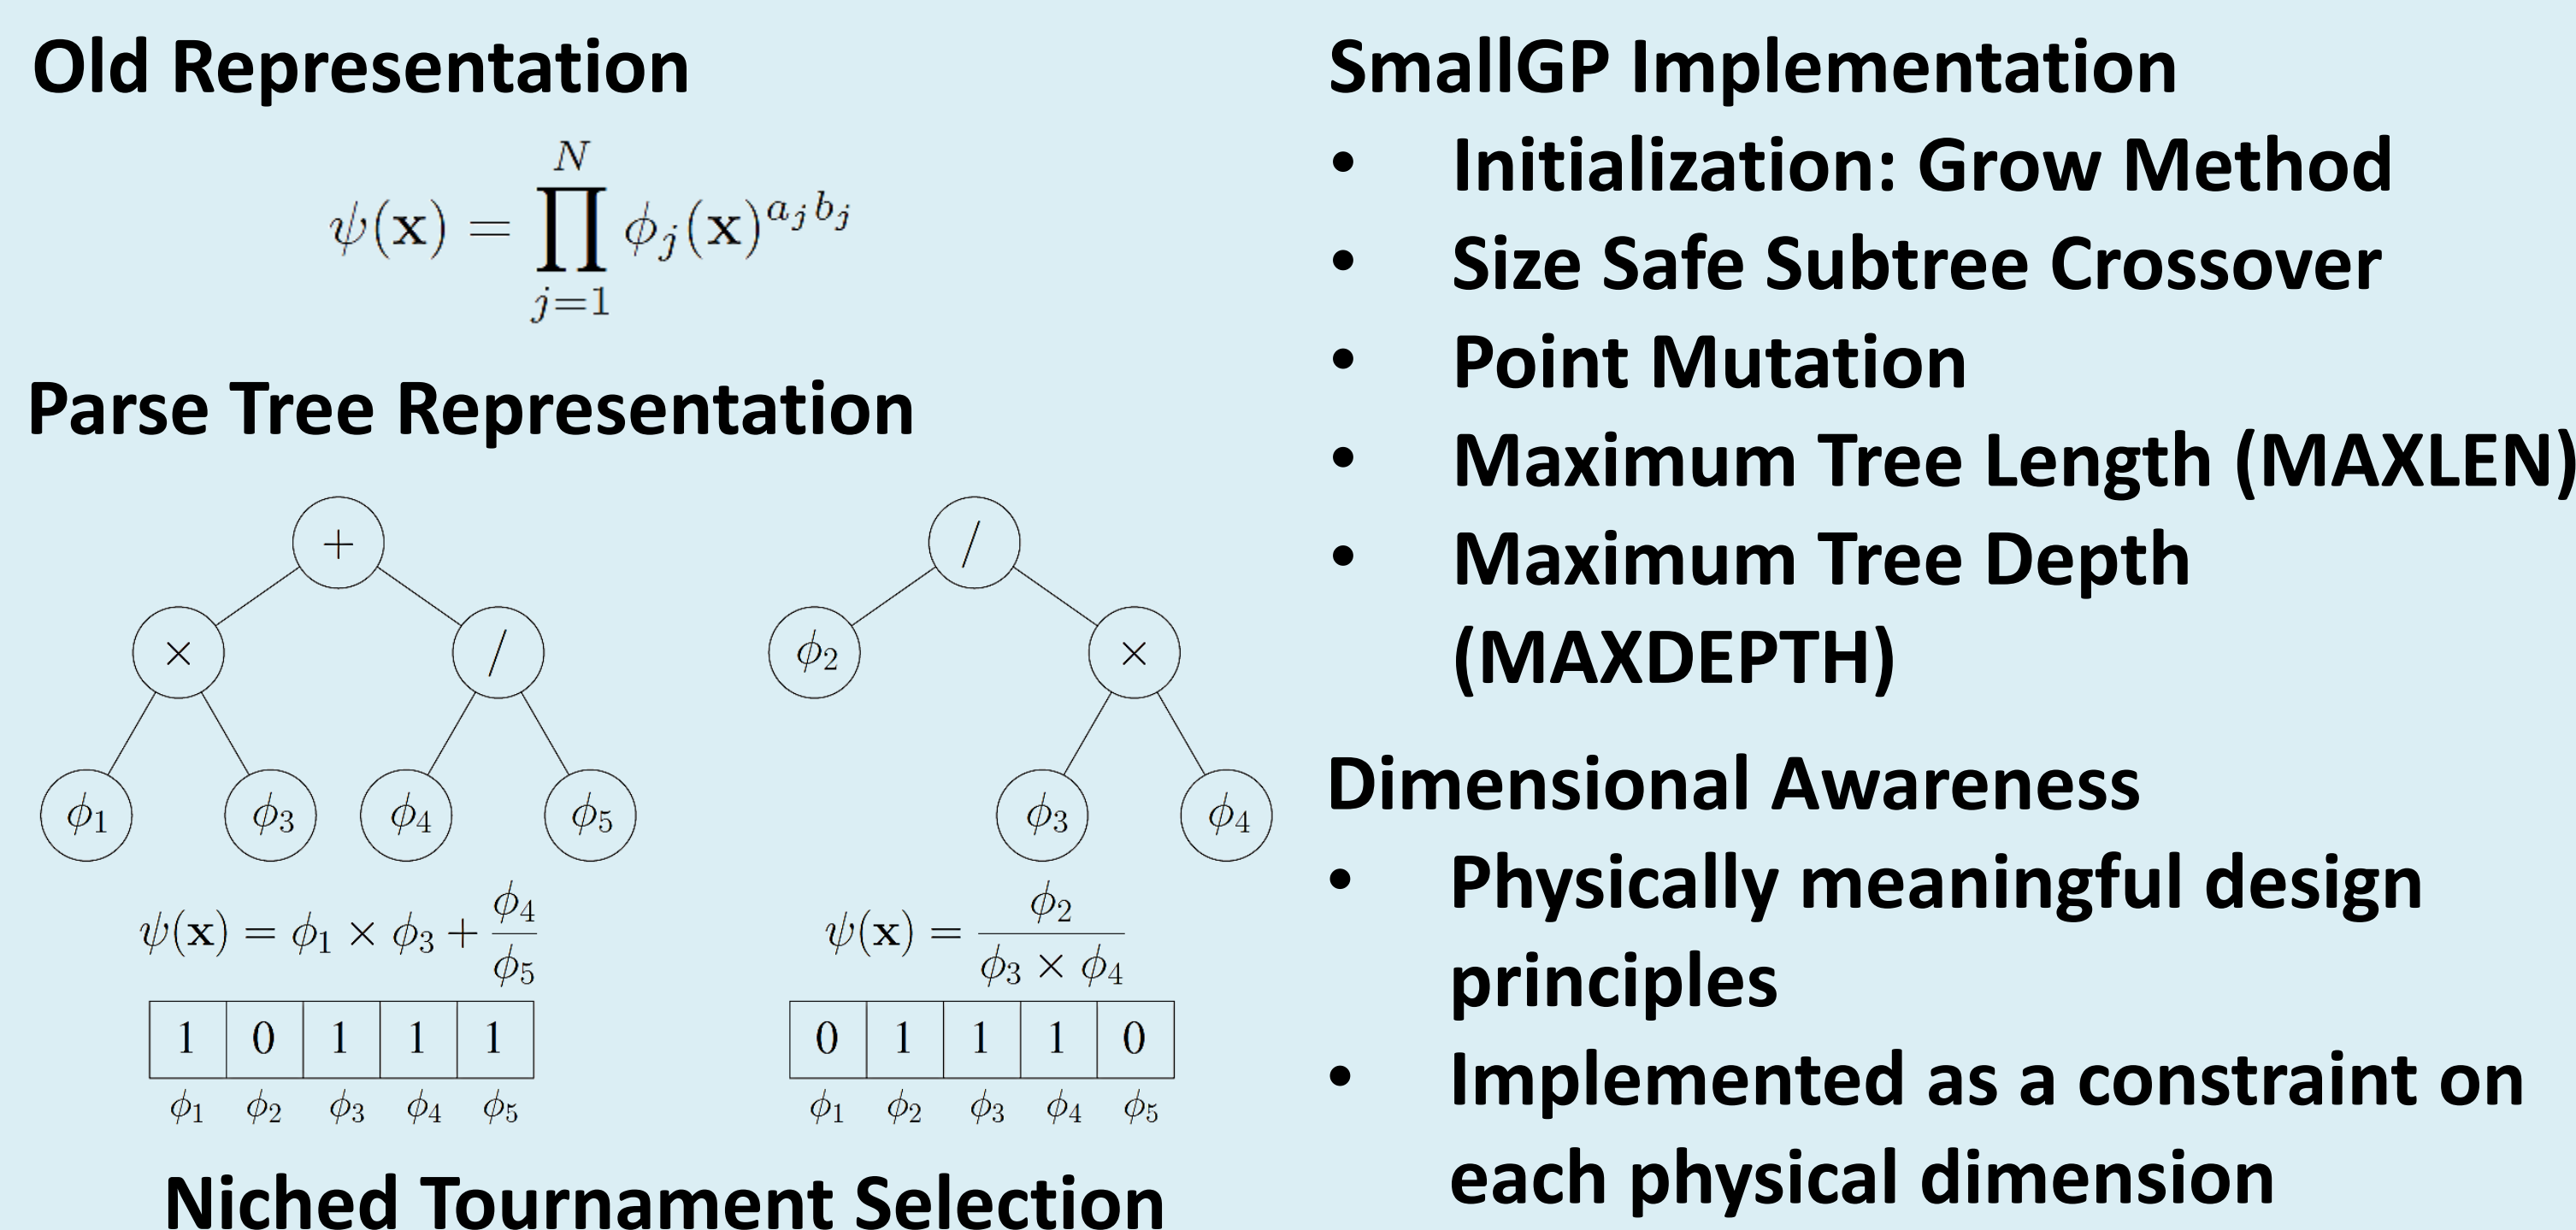 Old Representation
ψ(x) = ∏_{j=1}^{N} φ_j(x)^{a_j b_j}
Parse Tree Representation
+
× /
φ1 φ3 φ4 φ5
ψ(x) = φ1 × φ3 + φ4/φ5
1 0 1 1 1
φ1 φ2 φ3 φ4 φ5
/
φ2 ×
φ3 φ4
ψ(x) = φ2/(φ3 × φ4)
0 1 1 1 0
φ1 φ2 φ3 φ4 φ5
Niched Tournament Selection
SmallGP Implementation
• Initialization: Grow Method
• Size Safe Subtree Crossover
• Point Mutation
• Maximum Tree Length (MAXLEN)
• Maximum Tree Depth
(MAXDEPTH)
Dimensional Awareness
• Physically meaningful design
principles
• Implemented as a constraint on
each physical dimension